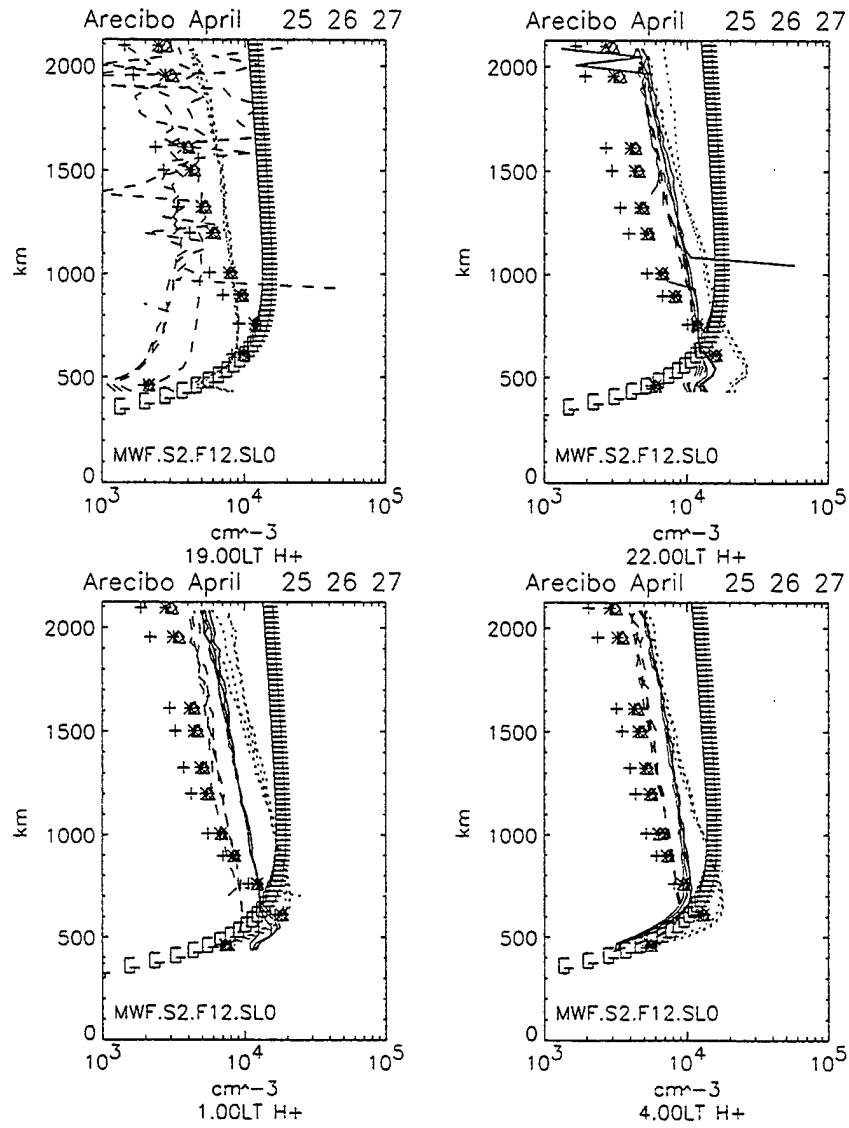 Arecibo April 25 26 27
2000
1500
1000
500
0
km
MWF.S2.F12.SL0
10^3 10^4 10^5
cm^-3
19.00LT H+
Arecibo April 25 26 27
2000
1500
1000
500
0
km
MWF.S2.F12.SL0
10^3 10^4 10^5
cm^-3
22.00LT H+
Arecibo April 25 26 27
2000
1500
1000
500
0
km
MWF.S2.F12.SL0
10^3 10^4 10^5
cm^-3
1.00LT H+
Arecibo April 25 26 27
2000
1500
1000
500
0
km
MWF.S2.F12.SL0
10^3 10^4 10^5
cm^-3
4.00LT H+